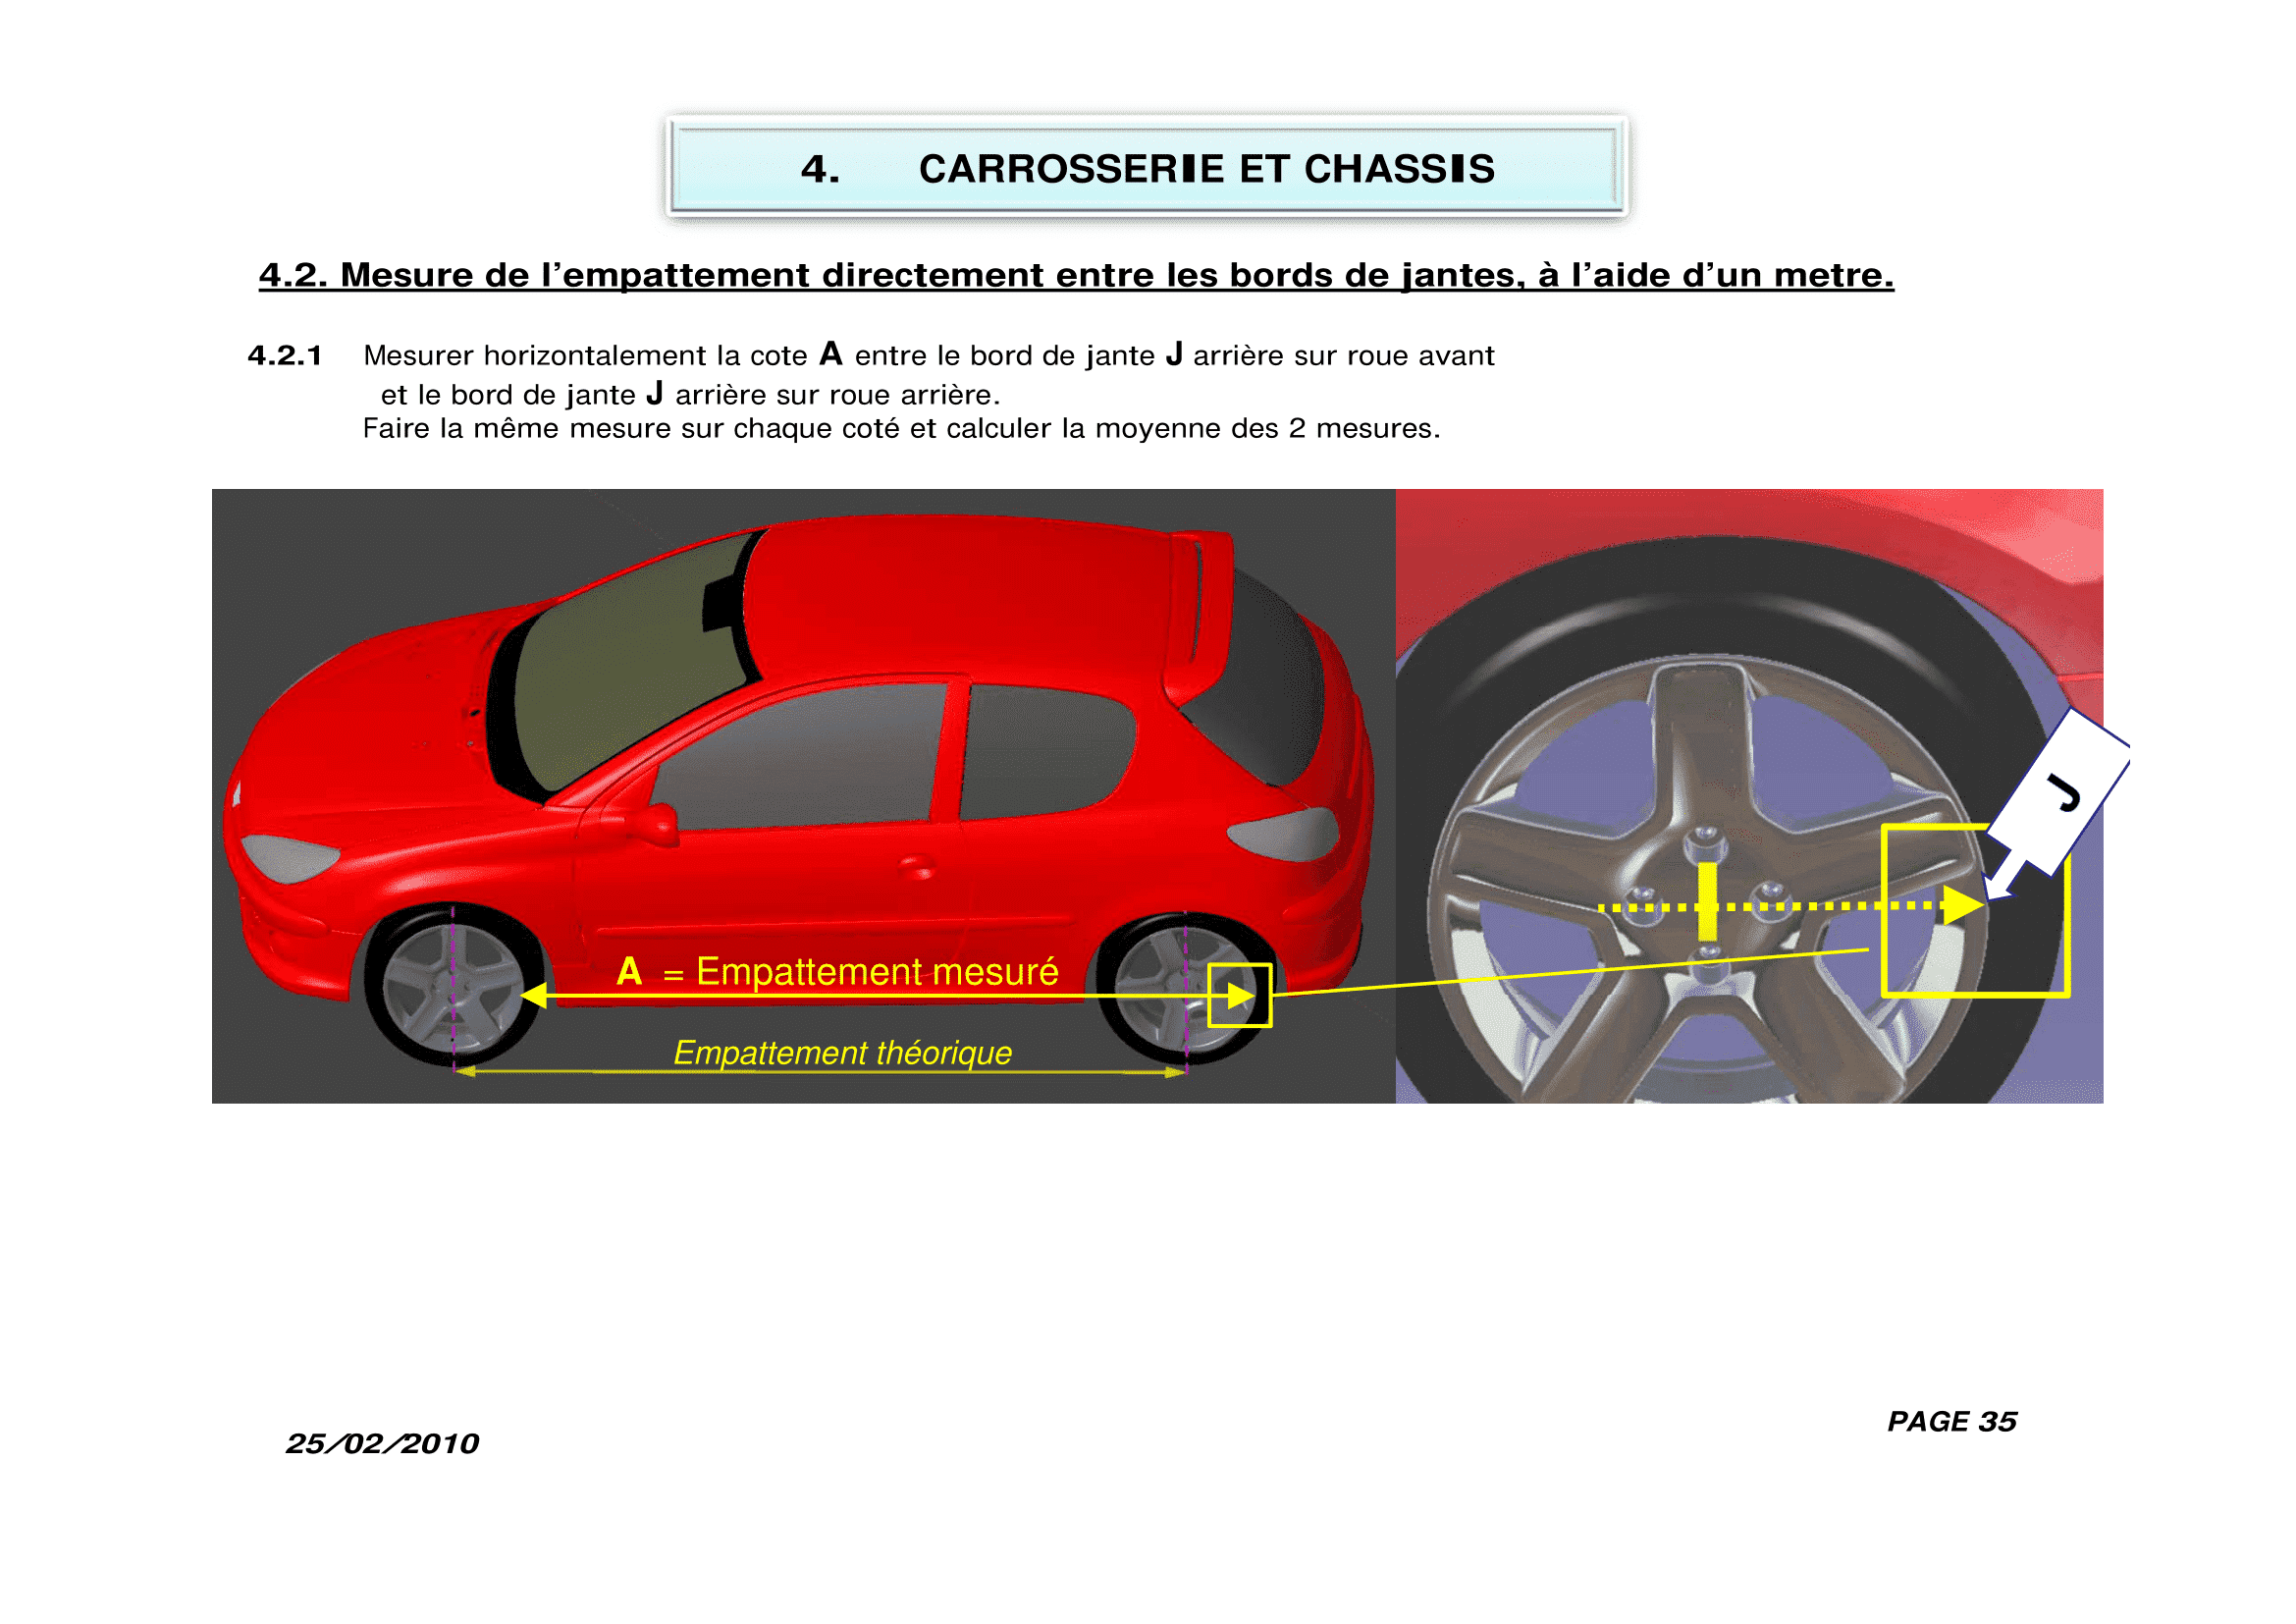 4. CARROSSERIE ET CHASSIS
4.2. Mesure de l’empattement directement entre les bords de jantes, à l’aide d’un metre.
4.2.1 Mesurer horizontalement la cote A entre le bord de jante J arrière sur roue avant
et le bord de jante J arrière sur roue arrière.
Faire la même mesure sur chaque coté et calculer la moyenne des 2 mesures.
J
A = Empattement mesuré
Empattement théorique
PAGE 35
25/02/2010